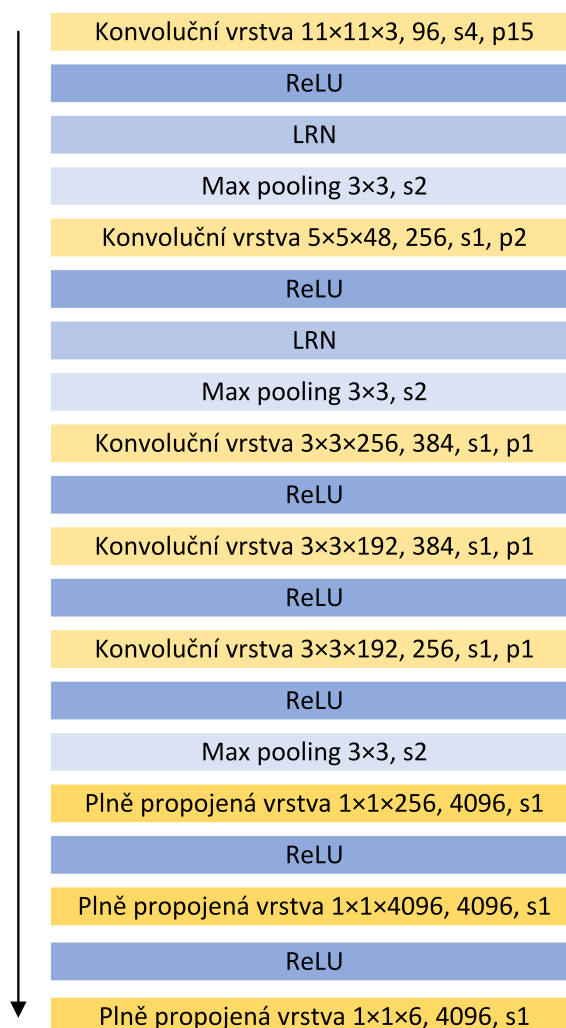 Konvoluční vrstva 11×11×3, 96, s4, p15
ReLU
LRN
Max pooling 3×3, s2
Konvoluční vrstva 5×5×48, 256, s1, p2
ReLU
LRN
Max pooling 3×3, s2
Konvoluční vrstva 3×3×256, 384, s1, p1
ReLU
Konvoluční vrstva 3×3×192, 384, s1, p1
ReLU
Konvoluční vrstva 3×3×192, 256, s1, p1
ReLU
Max pooling 3×3, s2
Plně propojená vrstva 1×1×256, 4096, s1
ReLU
Plně propojená vrstva 1×1×4096, 4096, s1
ReLU
Plně propojená vrstva 1×1×6, 4096, s1